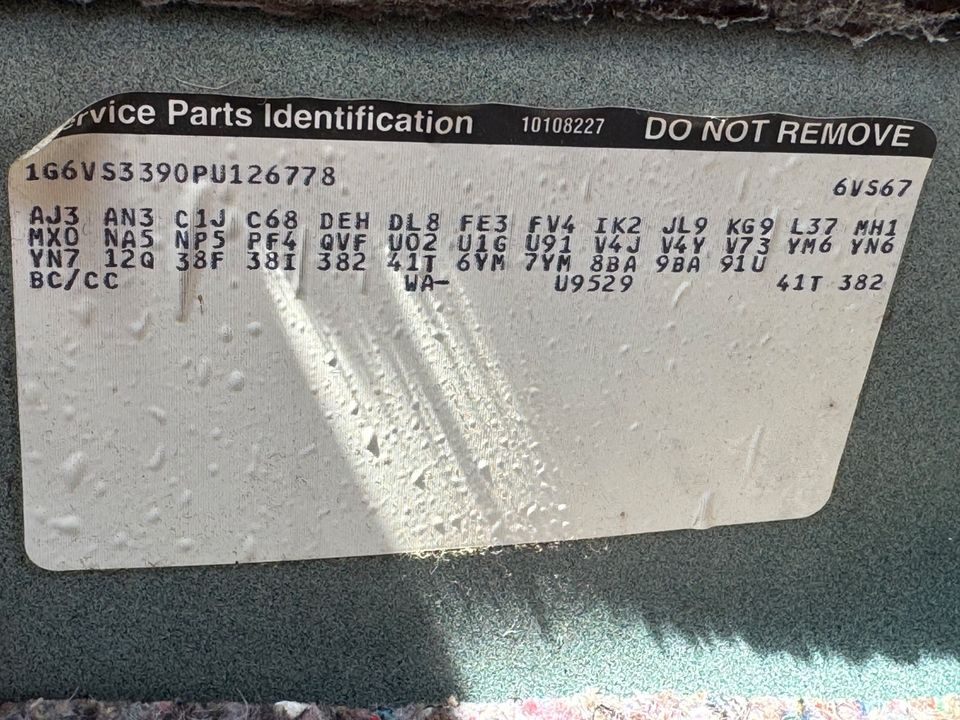 ervice Parts Identification 10108227 DO NOT REMOVE
1G6VS3390PU126778 6VS67
AJ3 AN3 C1J C68 DEH DL8 FE3 FV4 IK2 JL9 KG9 L37 MH1
MX0 NA5 NP5 PF4 QVF U02 U1G U91 V4J V4Y V73 YM6 YN6
YN7 12Q 38F 38I 382 41T 6YM 7YM 8BA 9BA 91U
BC/CC WA- U9529 41T 382